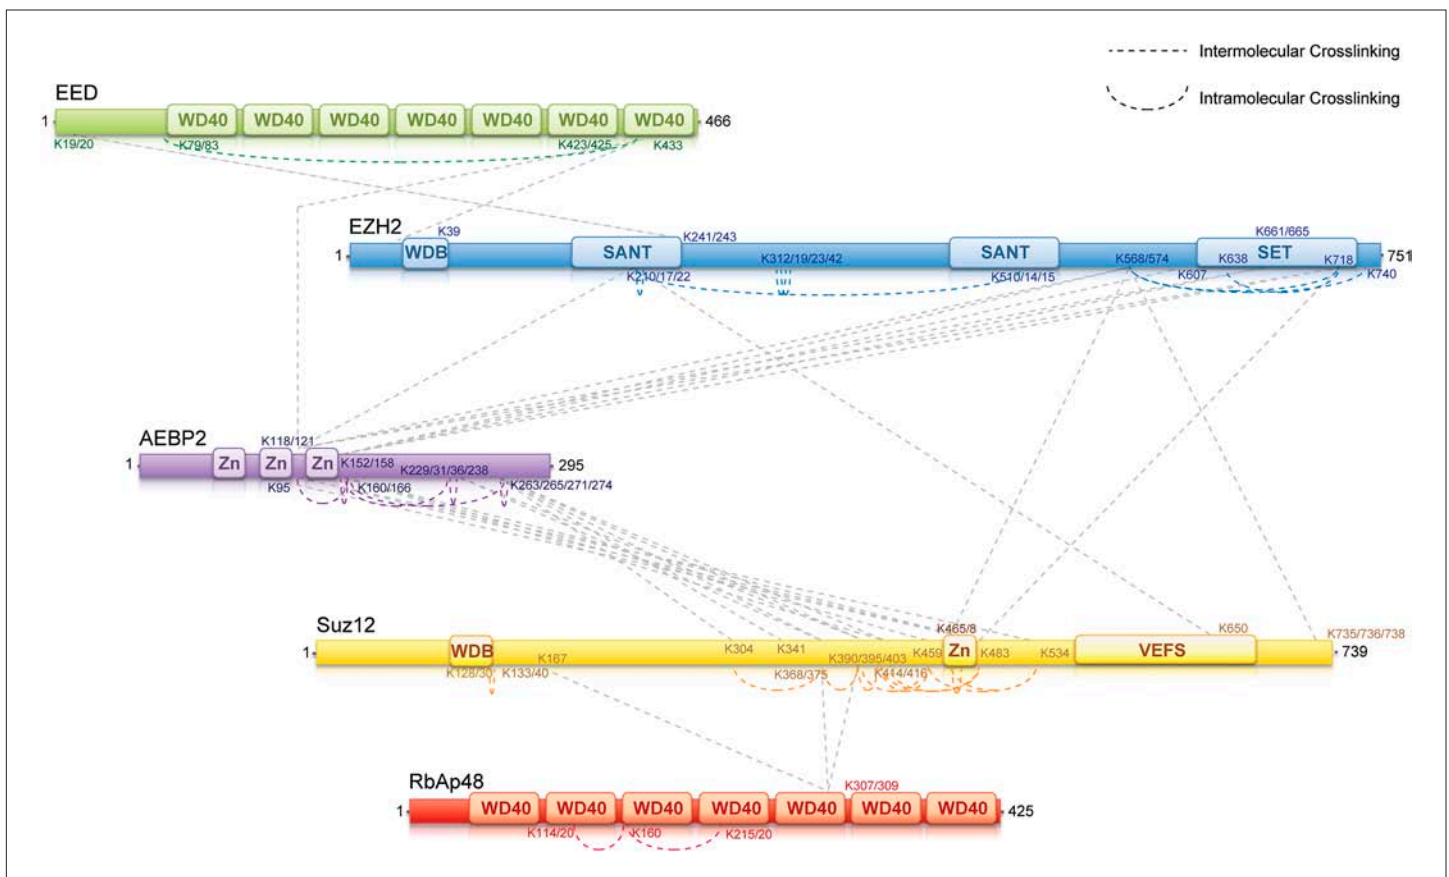 Intermolecular Crosslinking
Intramolecular Crosslinking
EED
1 WD40 WD40 WD40 WD40 WD40 WD40 WD40 466
K19/20 K79/83 K423/425 K433
EZH2 K39 K241/243 K661/665
1 WDB SANT K312/19/23/42 SANT K568/574 K638 SET K718 751
K210/17/22 K510/14/15 K607 K740
AEBP2 K118/121
1 Zn Zn Zn K152/158 K229/31/36/238 295
K95 K160/166 K263/265/271/274
Suz12 K465/8 K650 K735/736/738
1 WDB K167 K304 K341 K390/395/403 K459 Zn K483 K534 VEFS 739
K128/30 K133/40 K368/375 K414/416
RbAp48 K307/309
1 WD40 WD40 WD40 WD40 WD40 WD40 WD40 425
K114/20 K160 K215/20